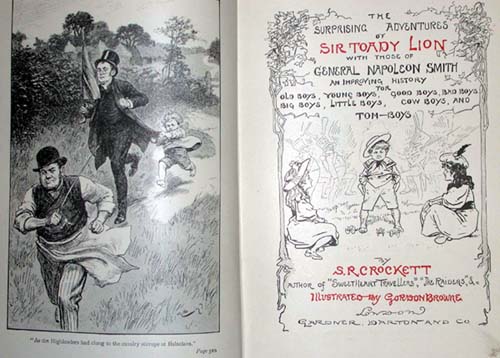 "As the Highlanders had clung to the cavalry stirrups at Balaclava."
Page 380
THE
SURPRISING ADVENTURES
OF
SIR TOADY LION
WITH THOSE OF
GENERAL NAPOLEON SMITH
AN IMPROVING HISTORY
FOR
OLD BOYS, YOUNG BOYS, GOOD BOYS, BAD BOYS
BIG BOYS, LITTLE BOYS, COW BOYS, AND
TOM-BOYS
By
S.R. CROCKETT
AUTHOR OF "SWEETHEART TRAVELLERS", "THE RAIDERS", &c
ILLUSTRATED BY GORDON BROWNE
London
GARDNER, DARTON AND CO.